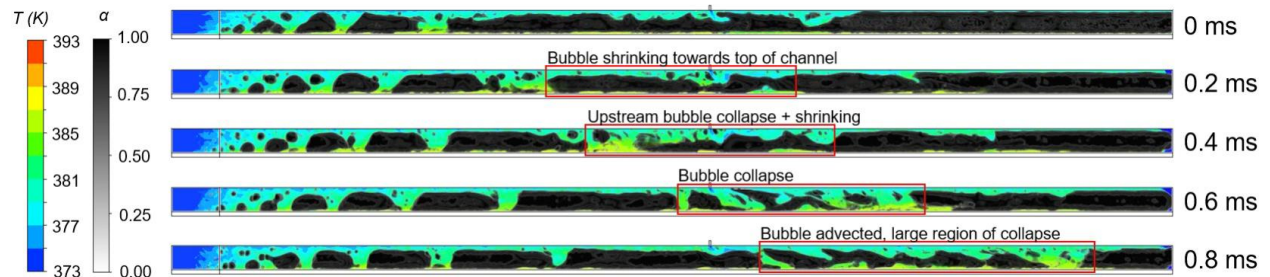 T (K)
α
393
389
385
381
377
373
1.00
0.75
0.50
0.25
0.00
0 ms
Bubble shrinking towards top of channel
0.2 ms
Upstream bubble collapse + shrinking
0.4 ms
Bubble collapse
0.6 ms
Bubble advected, large region of collapse
0.8 ms